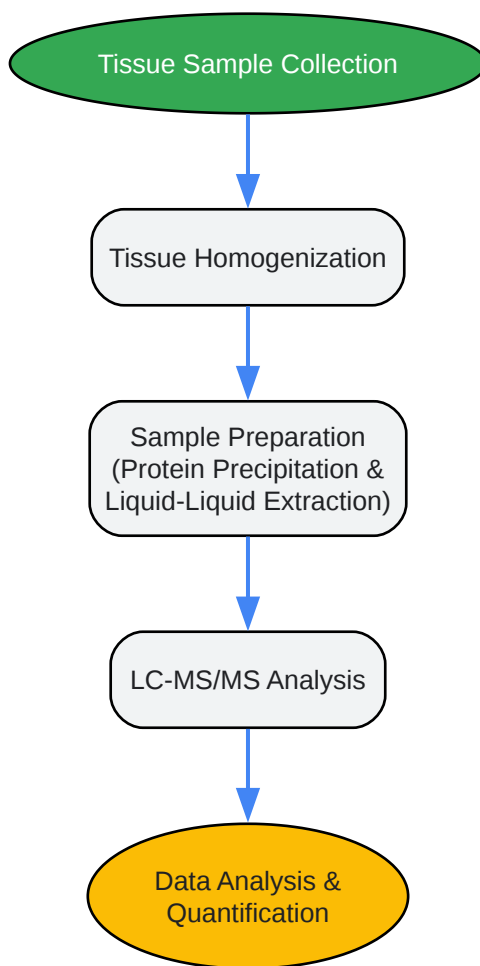 Tissue Sample Collection
Tissue Homogenization
Sample Preparation
(Protein Precipitation &
Liquid-Liquid Extraction)
LC-MS/MS Analysis
Data Analysis &
Quantification